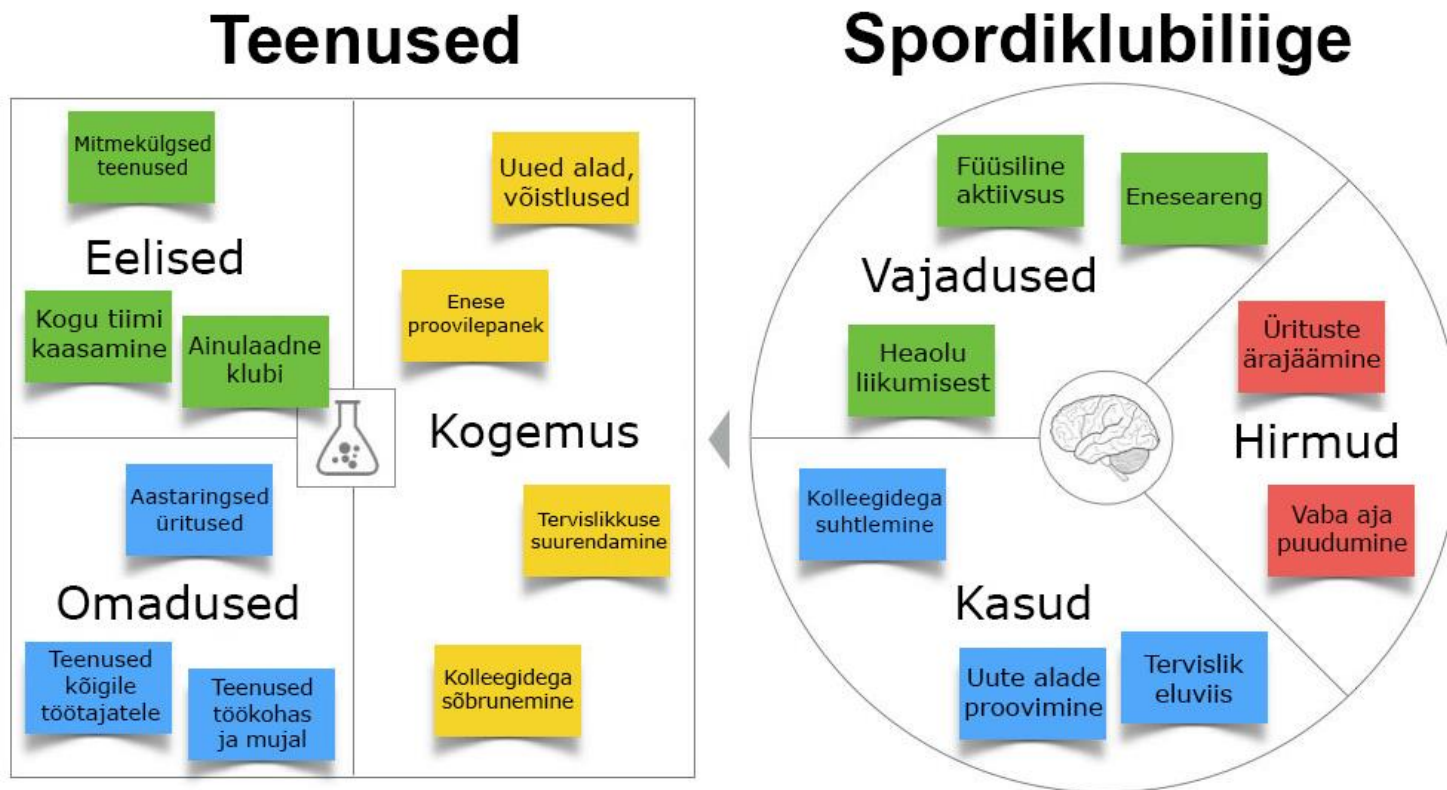 Teenused
Mitmekülgsed
teenused
Eelised
Kogu tiimi
kaasamine
Ainulaadne
klubi
Uued alad,
võistlused
Enese
proovilepanek
Kogemus
Tervislikkuse
suurendamine
Kolleegidega
sõbrunemine
Aastaringsed
üritused
Omadused
Teenused
kõigile
töötajatele
Teenused
töökohas
ja mujal
Spordiklubiliige
Füüsiline
aktiivsus
Eneseareng
Vajadused
Heaolu
liikumisest
Ürituste
ärajäämine
Hirmud
Vaba aja
puudumine
Kolleegidega
suhtlemine
Kasud
Uute alade
proovimine
Tervislik
eluviis